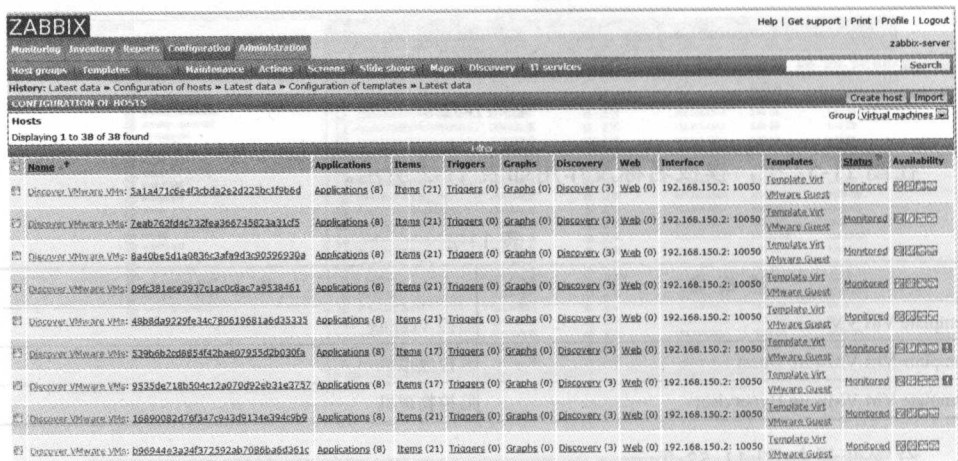 ZABBIX
Help | Get support | Print | Profile | Logout
Monitoring Inventory Reports Configuration Administration
zabbix-server
Host groups Templates Maintenance Actions Screens Slide shows Maps Discovery IT services
Search
History: Latest data » Configuration of hosts » Latest data » Configuration of templates » Latest data
CONFIGURATION OF HOSTS
Create host Import
Hosts
Group Virtual machines
Displaying 1 to 38 of 38 found
Filter
Name Applications Items Triggers Graphs Discovery Web Interface Templates Status Availability
Discover VMware VMs: 5a1a471c6e4f3cbda2e2d225bc1f9b6d Applications (8) Items (21) Triggers (0) Graphs (0) Discovery (3) Web (0) 192.168.150.2: 10050 Template Virt VMware Guest Monitored
Discover VMware VMs: 7eab762fd4c732fea366745823a31cf5 Applications (8) Items (21) Triggers (0) Graphs (0) Discovery (3) Web (0) 192.168.150.2: 10050 Template Virt VMware Guest Monitored
Discover VMware VMs: 8a40be5d1a0836c3afa9d3c90596930a Applications (8) Items (21) Triggers (0) Graphs (0) Discovery (3) Web (0) 192.168.150.2: 10050 Template Virt VMware Guest Monitored
Discover VMware VMs: 09fc381ece3937c1ac0c8ac7a9538461 Applications (8) Items (21) Triggers (0) Graphs (0) Discovery (3) Web (0) 192.168.150.2: 10050 Template Virt VMware Guest Monitored
Discover VMware VMs: 48b8da9229fe34c780619681a6d35335 Applications (8) Items (21) Triggers (0) Graphs (0) Discovery (3) Web (0) 192.168.150.2: 10050 Template Virt VMware Guest Monitored
Discover VMware VMs: 539b6b2cd8854f42bae07955d2b030fa Applications (8) Items (17) Triggers (0) Graphs (0) Discovery (3) Web (0) 192.168.150.2: 10050 Template Virt VMware Guest Monitored
Discover VMware VMs: 9535de718b504c12a070d92eb31e3757 Applications (8) Items (17) Triggers (0) Graphs (0) Discovery (3) Web (0) 192.168.150.2: 10050 Template Virt VMware Guest Monitored
Discover VMware VMs: 16890082d76f347c943d9134e394c9b9 Applications (8) Items (21) Triggers (0) Graphs (0) Discovery (3) Web (0) 192.168.150.2: 10050 Template Virt VMware Guest Monitored
Discover VMware VMs: b96944e3a34f372592ab7086ba6d361c Applications (8) Items (21) Triggers (0) Graphs (0) Discovery (3) Web (0) 192.168.150.2: 10050 Template Virt VMware Guest Monitored